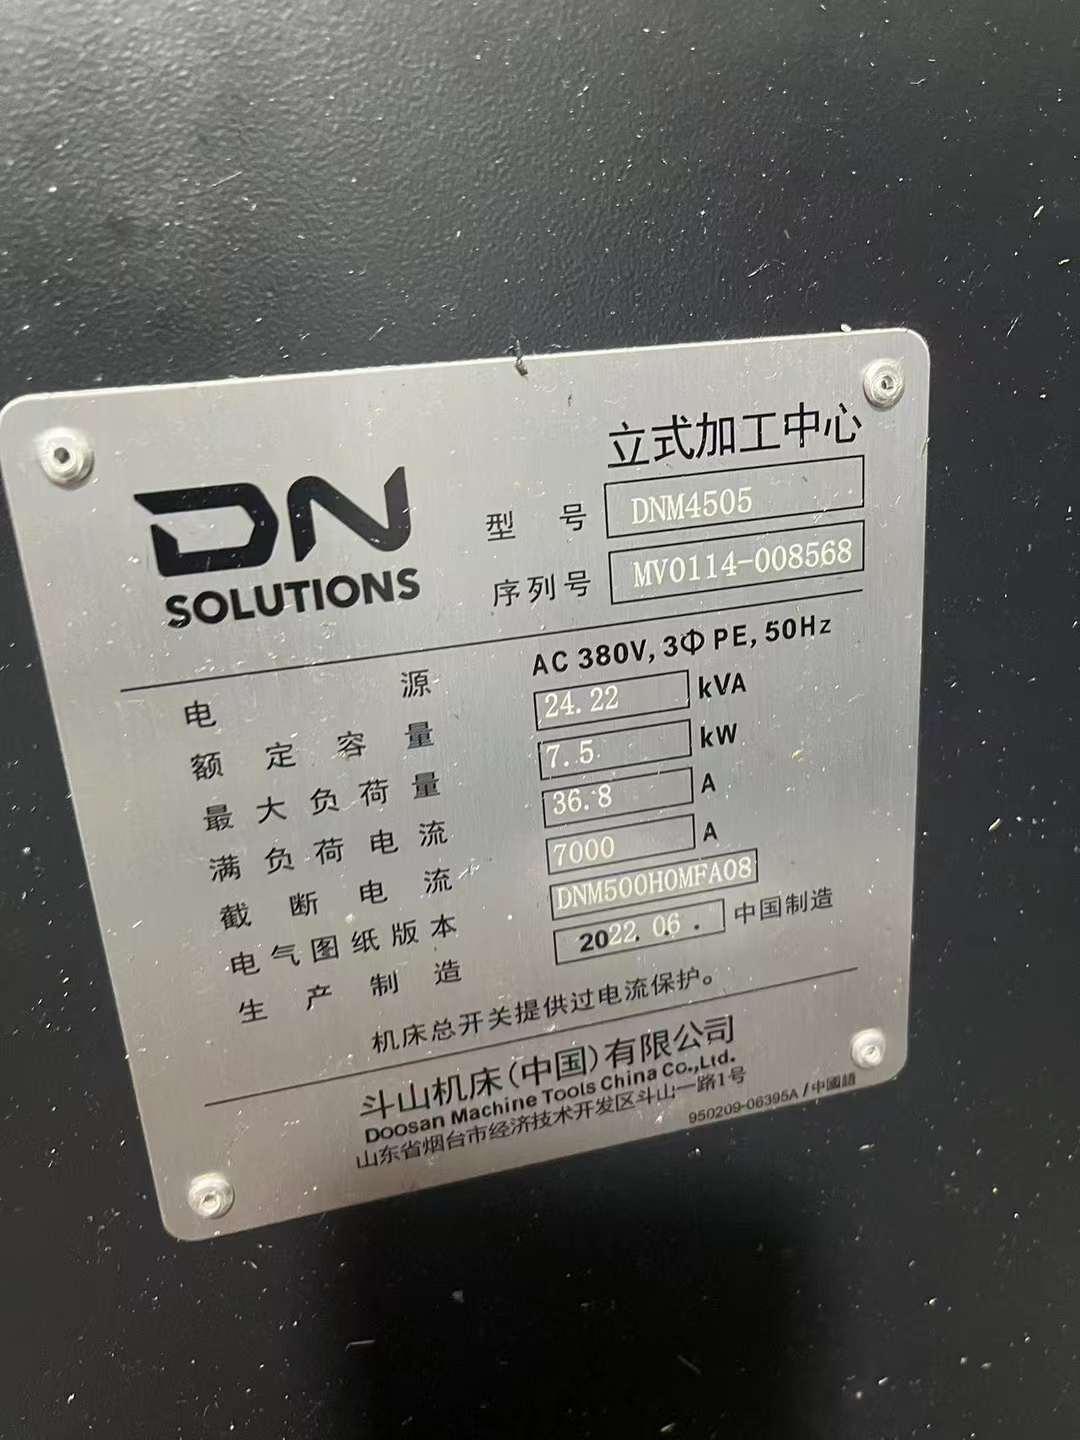 DN
SOLUTIONS
立式加工中心
型号 DNM4505
序列号 MV0114-008568
电源 AC 380V, 3Φ PE, 50Hz
额定容量 24.22 kVA
最大负荷量 7.5 kW
满负荷电流 36.8 A
截断电流 7000 A
电气图纸版本 DNM500HOMFA08
生产制造 2022.06. 中国制造
机床总开关提供过电流保护。
斗山机床(中国)有限公司
Doosan Machine Tools China Co.,Ltd.
山东省烟台市经济技术开发区斗山一路1号
950209-06395A / 中國語